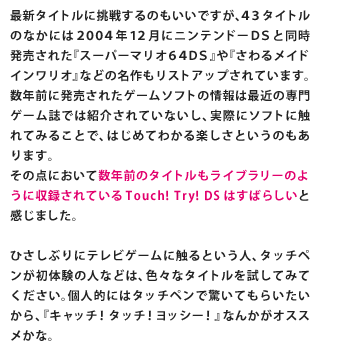 最新タイトルに挑戦するのもいいですが、43タイトル
のなかには2004年12月にニンテンドーDSと同時
発売された『スーパーマリオ64DS』や『さわるメイド
インワリオ』などの名作もリストアップされています。
数年前に発売されたゲームソフトの情報は最近の専門
ゲーム誌では紹介されていないし、実際にソフトに触
れてみることで、はじめてわかる楽しさというのもあ
ります。
その点において数年前のタイトルもライブラリーのよ
うに収録されているTouch! Try! DSはすばらしいと
感じました。
ひさしぶりにテレビゲームに触るという人、タッチペ
ンが初体験の人などは、色々なタイトルを試してみて
ください。個人的にはタッチペンで驚いてもらいたい
から、『キャッチ！タッチ！ヨッシー！』なんかがオスス
メかな。